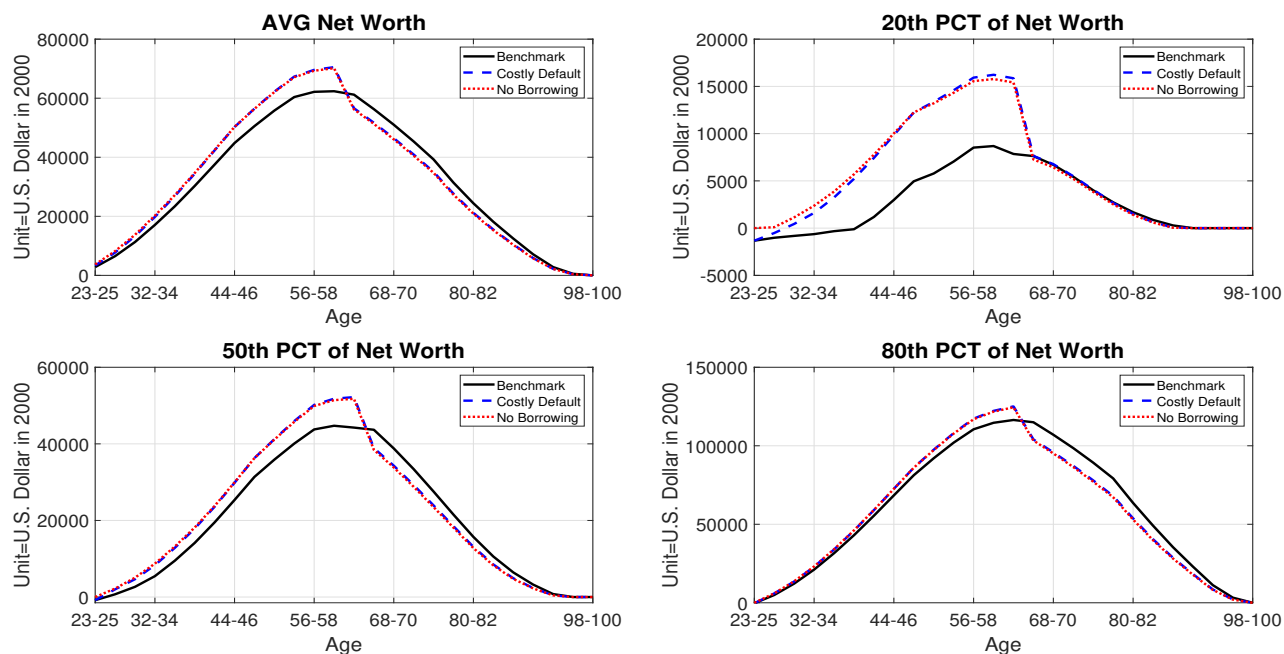 AVG Net Worth
Unit=U.S. Dollar in 2000
80000
60000
40000
20000
0
Benchmark
Costly Default
No Borrowing
23-25 32-34 44-46 56-58 68-70 80-82 98-100
Age
20th PCT of Net Worth
Unit=U.S. Dollar in 2000
20000
15000
10000
5000
0
-5000
Benchmark
Costly Default
No Borrowing
23-25 32-34 44-46 56-58 68-70 80-82 98-100
Age
50th PCT of Net Worth
Unit=U.S. Dollar in 2000
60000
40000
20000
0
Benchmark
Costly Default
No Borrowing
23-25 32-34 44-46 56-58 68-70 80-82 98-100
Age
80th PCT of Net Worth
Unit=U.S. Dollar in 2000
150000
100000
50000
0
Benchmark
Costly Default
No Borrowing
23-25 32-34 44-46 56-58 68-70 80-82 98-100
Age